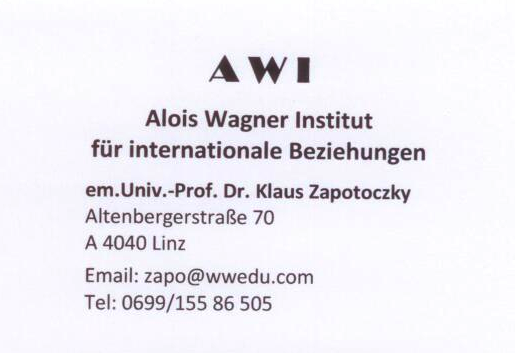 AWI
Alois Wagner Institut
für internationale Beziehungen
em.Univ.-Prof. Dr. Klaus Zapotoczky
Altenbergerstraße 70
A 4040 Linz
Email: zapo@wwedu.com
Tel: 0699/155 86 505